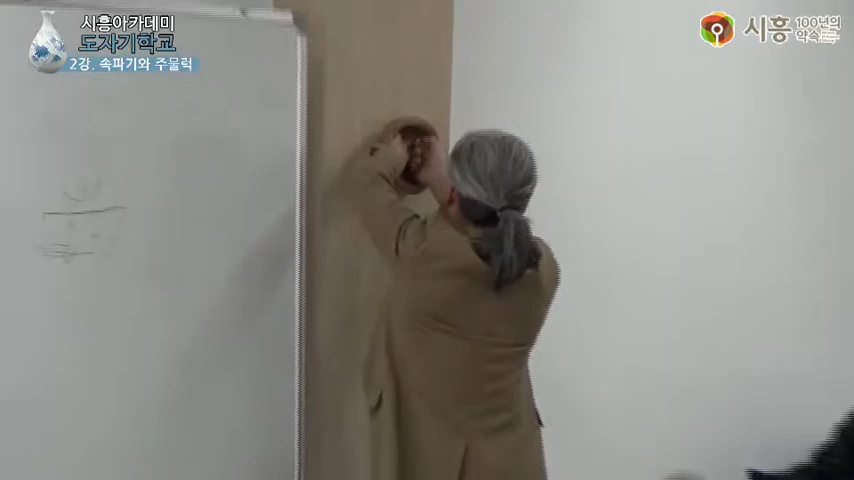 시흥아카데미
도자기학교
2강. 속파기와 주물럭
시흥 100년의
약속